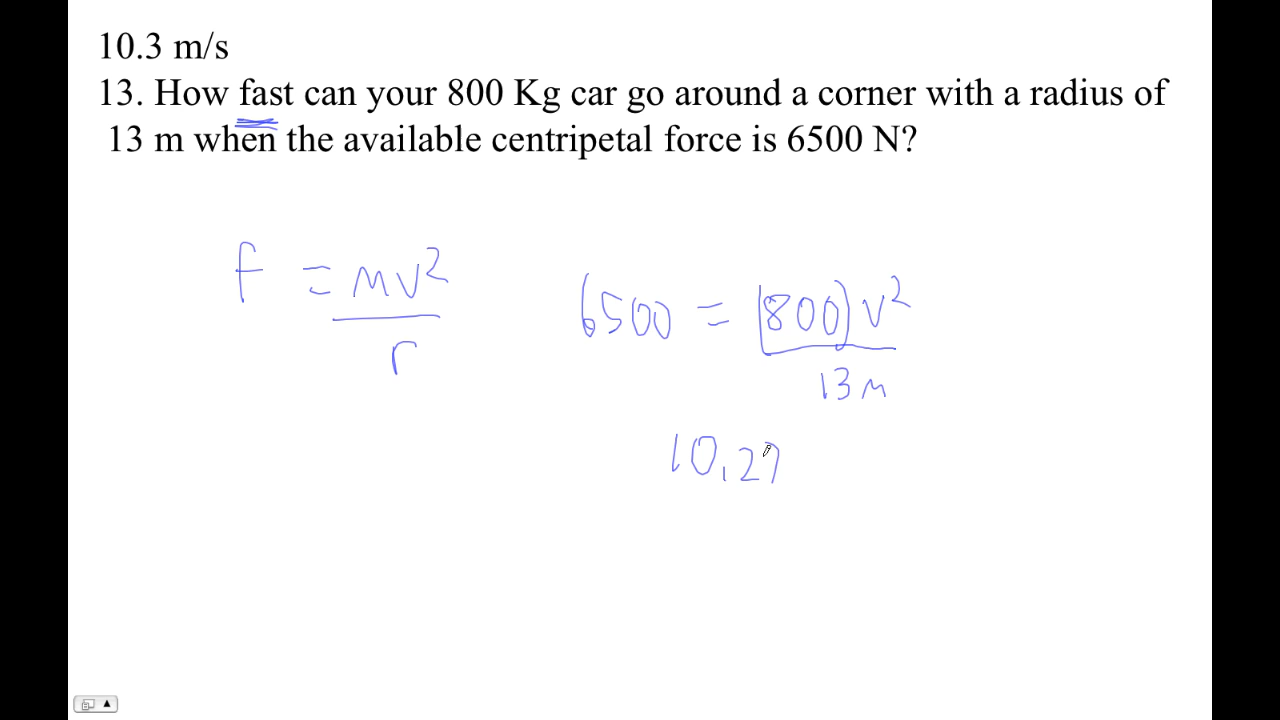 10.3 m/s
13. How fast can your 800 Kg car go around a corner with a radius of
13 m when the available centripetal force is 6500 N?
F = mv²
r
6500 = (800) v²
13 m
10.27